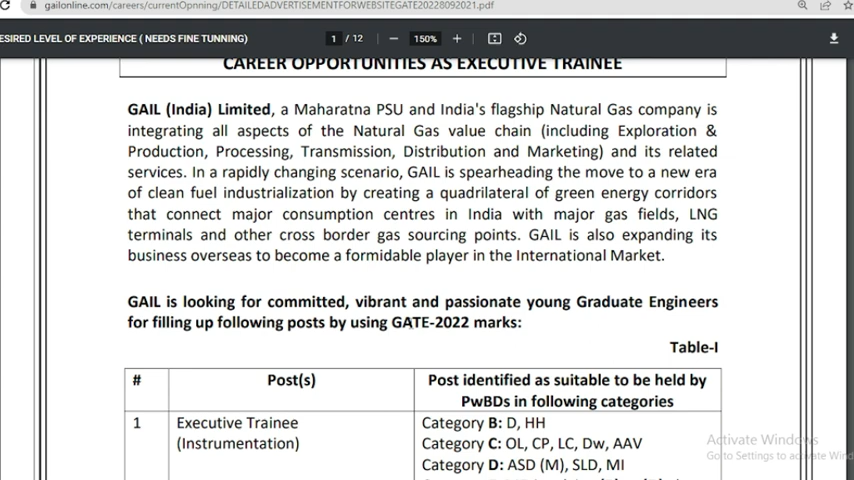 gailonline.com/careers/currentOpnning/DETAILEDADVERTISEMENTFORWEBSITEGATE20228092021.pdf
ESIRED LEVEL OF EXPERIENCE ( NEEDS FINE TUNNING)
1 / 12
150%
CAREER OPPORTUNITIES AS EXECUTIVE TRAINEE
GAIL (India) Limited, a Maharatna PSU and India's flagship Natural Gas company is
integrating all aspects of the Natural Gas value chain (including Exploration &
Production, Processing, Transmission, Distribution and Marketing) and its related
services. In a rapidly changing scenario, GAIL is spearheading the move to a new era
of clean fuel industrialization by creating a quadrilateral of green energy corridors
that connect major consumption centres in India with major gas fields, LNG
terminals and other cross border gas sourcing points. GAIL is also expanding its
business overseas to become a formidable player in the International Market.
GAIL is looking for committed, vibrant and passionate young Graduate Engineers
for filling up following posts by using GATE-2022 marks:
Table-I
# Post(s) Post identified as suitable to be held by
PwBDs in following categories
1 Executive Trainee Category B: D, HH
(Instrumentation) Category C: OL, CP, LC, Dw, AAV
Category D: ASD (M), SLD, MI
Activate Windows
Go to Settings to activate Wind